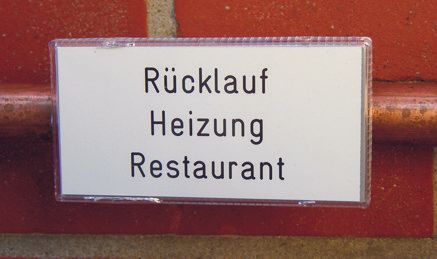 Rücklauf
Heizung
Restaurant